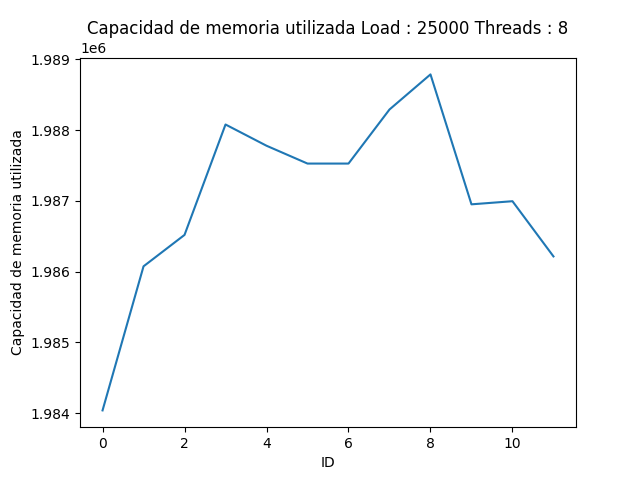 Capacidad de memoria utilizada Load : 25000 Threads : 8
1e6
1.989
1.988
1.987
1.986
1.985
1.984
Capacidad de memoria utilizada
0 2 4 6 8 10
ID